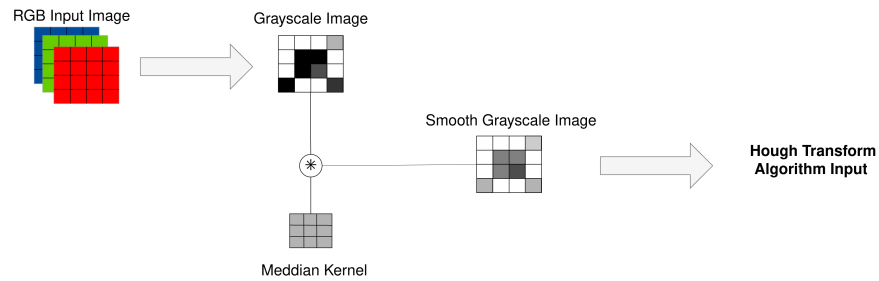 RGB Input Image
Grayscale Image
Smooth Grayscale Image
Hough Transform
Algorithm Input
*
Meddian Kernel